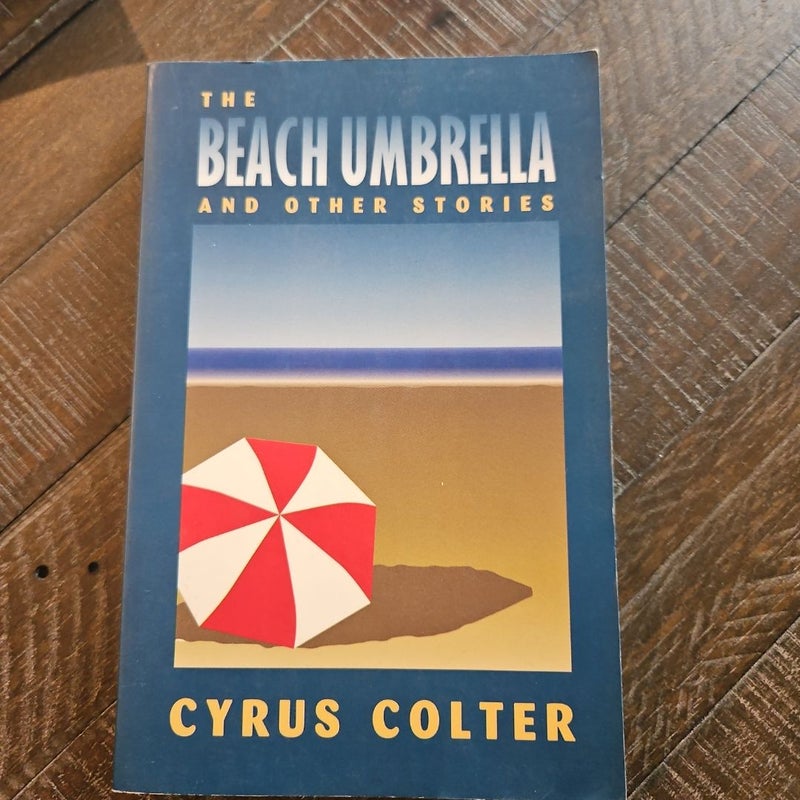 THE
BEACH UMBRELLA
AND OTHER STORIES
CYRUS COLTER